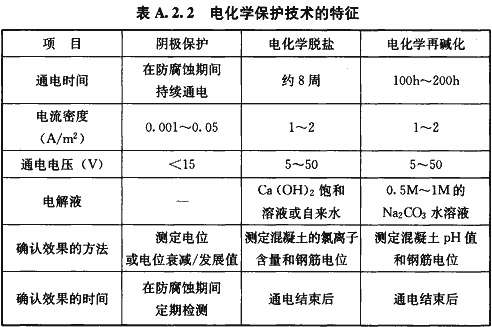 表 A.2.2 电化学保护技术的特征
项 目 阴极保护 电化学脱盐 电化学再碱化
通电时间 在防腐蚀期间 约 8 周 100h～200h
持续通电
电流密度 0.001～0.05 1～2 1～2
(A/m²)
通电电压（V） ＜15 5～50 5～50
电解液 — Ca(OH)₂ 饱和 0.5M～1M 的
溶液或自来水 Na₂CO₃ 水溶液
确认效果的方法 测定电位 测定混凝土的氯离子 测定混凝土 pH 值
或电位衰减/发展值 含量和钢筋电位 和钢筋电位
确认效果的时间 在防腐蚀期间 通电结束后 通电结束后
定期检测